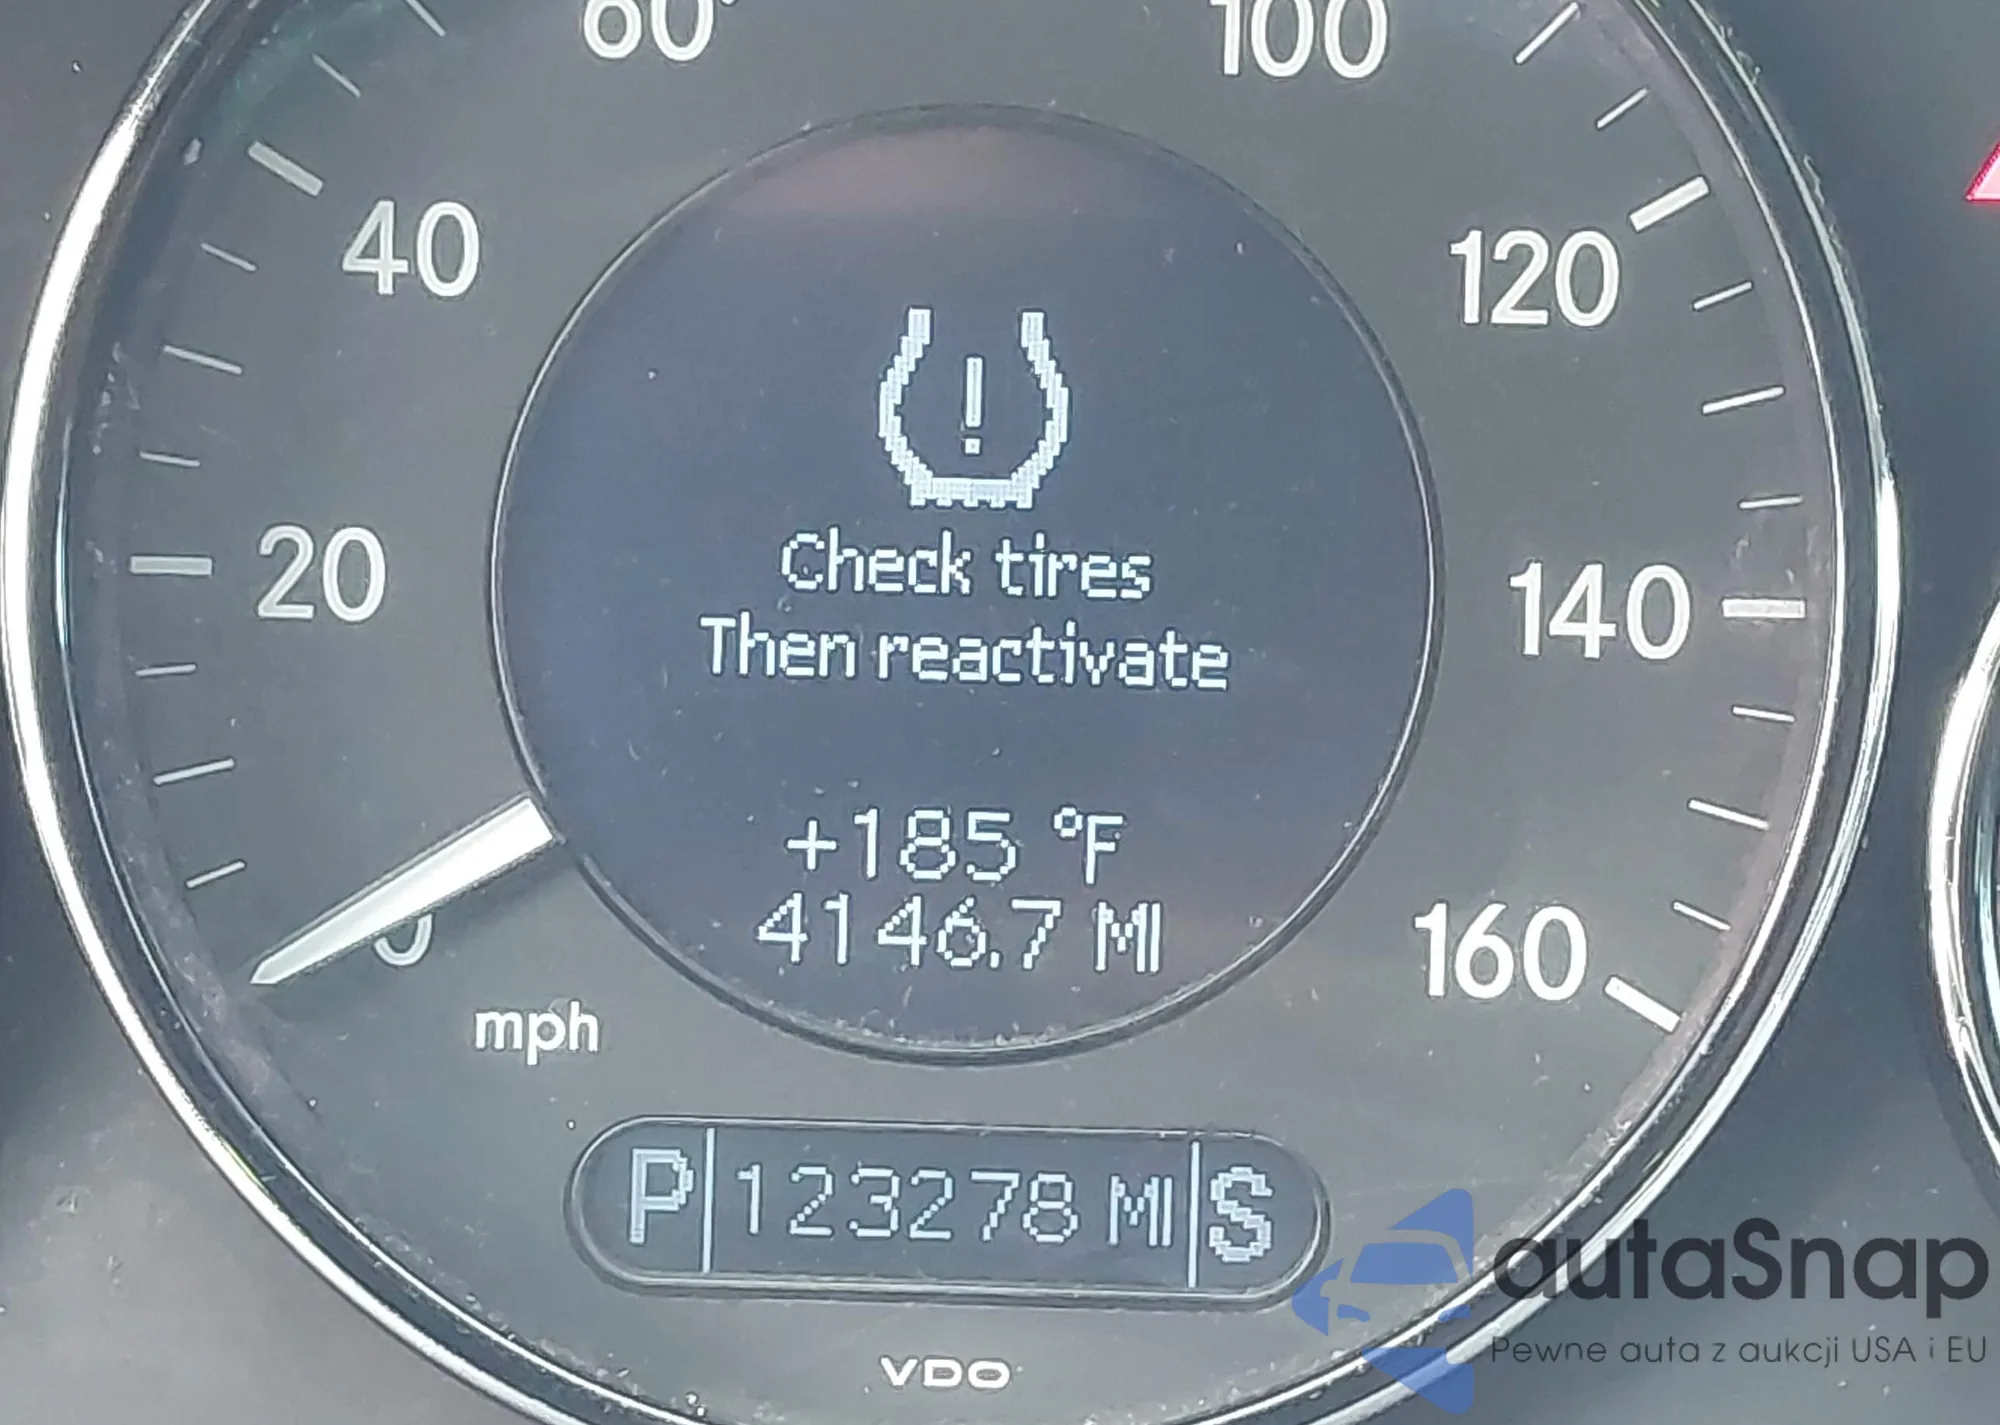 60
100
40
120
20
140
160
0
mph
!
Check tires
Then reactivate
+185 °F
4146.7 MI
P 123278 MI S
VDO
autaSnap
Pewne auta z aukcji USA i EU